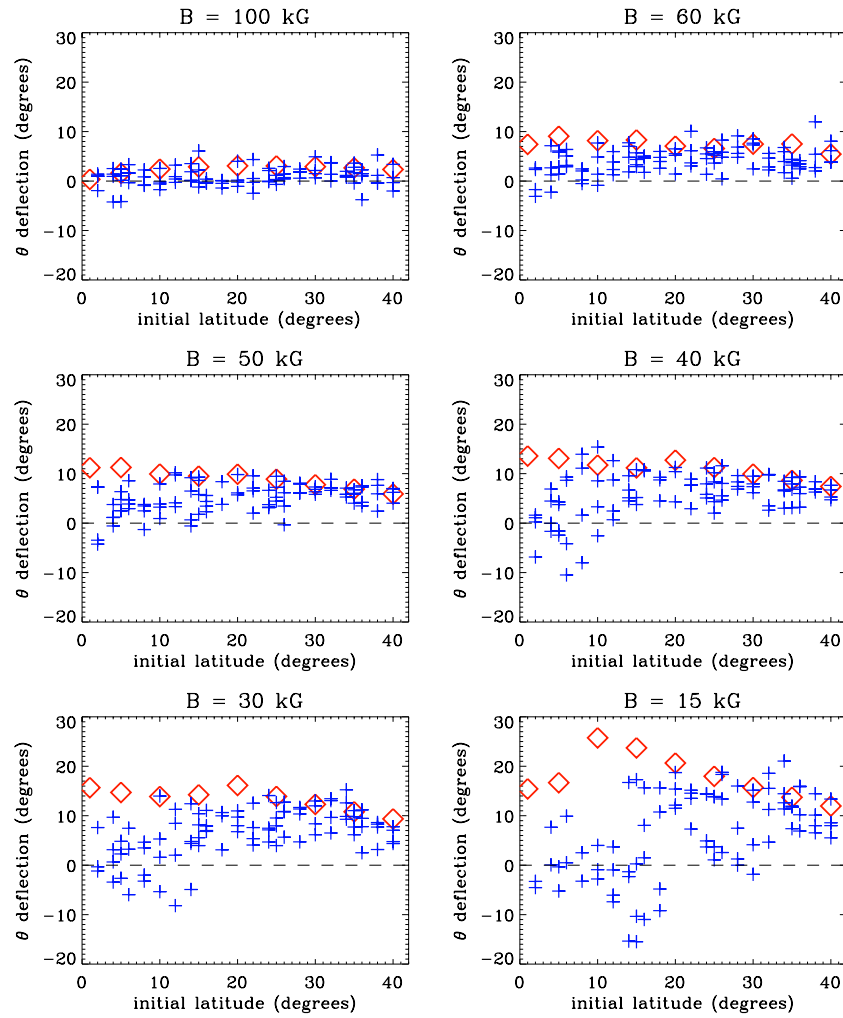 B = 100 kG
30
20
10
0
−10
−20
θ deflection (degrees)
0 10 20 30 40
initial latitude (degrees)
B = 60 kG
30
20
10
0
−10
−20
θ deflection (degrees)
0 10 20 30 40
initial latitude (degrees)
B = 50 kG
30
20
10
0
−10
−20
θ deflection (degrees)
0 10 20 30 40
initial latitude (degrees)
B = 40 kG
30
20
10
0
−10
−20
θ deflection (degrees)
0 10 20 30 40
initial latitude (degrees)
B = 30 kG
30
20
10
0
−10
−20
θ deflection (degrees)
0 10 20 30 40
initial latitude (degrees)
B = 15 kG
30
20
10
0
−10
−20
θ deflection (degrees)
0 10 20 30 40
initial latitude (degrees)